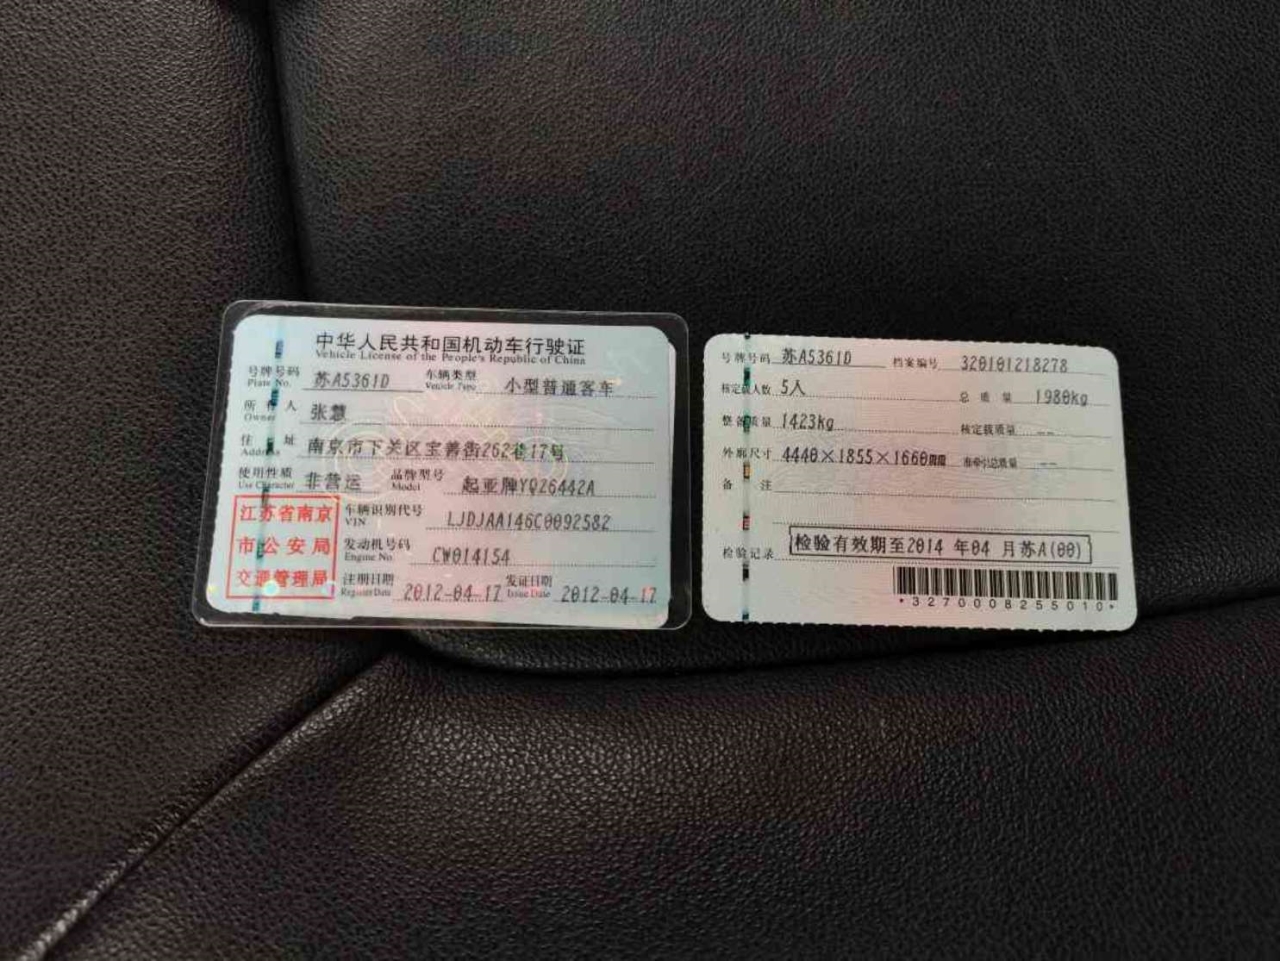 中华人民共和国机动车行驶证
Vehicle License of the People's Republic of China
号牌号码 苏A5361D 车辆类型 小型普通客车
Plate No. Vehicle Type
所有人 张慧
Owner
住址 南京市下关区宝善街262巷17号
Address
使用性质 非营运 品牌型号 起亚牌YQZ6442A
Use Character Model
江苏省南京
市公安局
交通管理局
车辆识别代号 LJDJAA146C0092582
VIN
发动机号码 CW014154
Engine No.
注册日期 2012-04-17 发证日期 2012-04-17
Register Date Issue Date
号牌号码 苏A5361D 档案编号 320101218278
核定载人数 5人 总质量 1980kg
整备质量 1423kg 核定载质量 --
外廓尺寸 4440×1855×1660mm 准牵引总质量 --
备注
检验记录 检验有效期至2014年04月苏A(00)
*3270008255010*